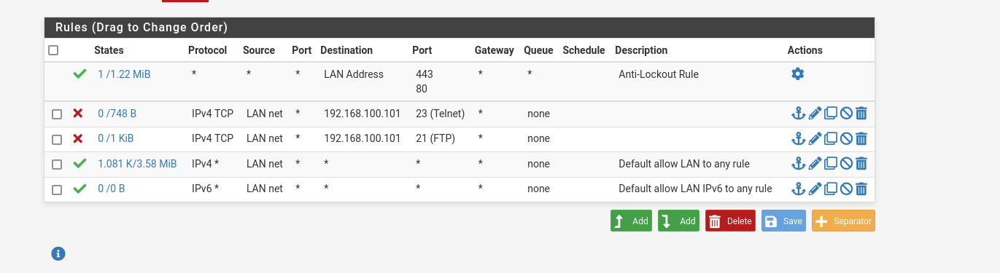 Rules (Drag to Change Order)
States Protocol Source Port Destination Port Gateway Queue Schedule Description Actions
1 /1.22 MiB * * * LAN Address 443 * * Anti-Lockout Rule
80
0 /748 B IPv4 TCP LAN net * 192.168.100.101 23 (Telnet) * none
0 /1 KiB IPv4 TCP LAN net * 192.168.100.101 21 (FTP) * none
1.081 K/3.58 MiB IPv4 * LAN net * * * * none Default allow LAN to any rule
0 /0 B IPv6 * LAN net * * * * none Default allow LAN IPv6 to any rule
Add Add Delete Save Separator